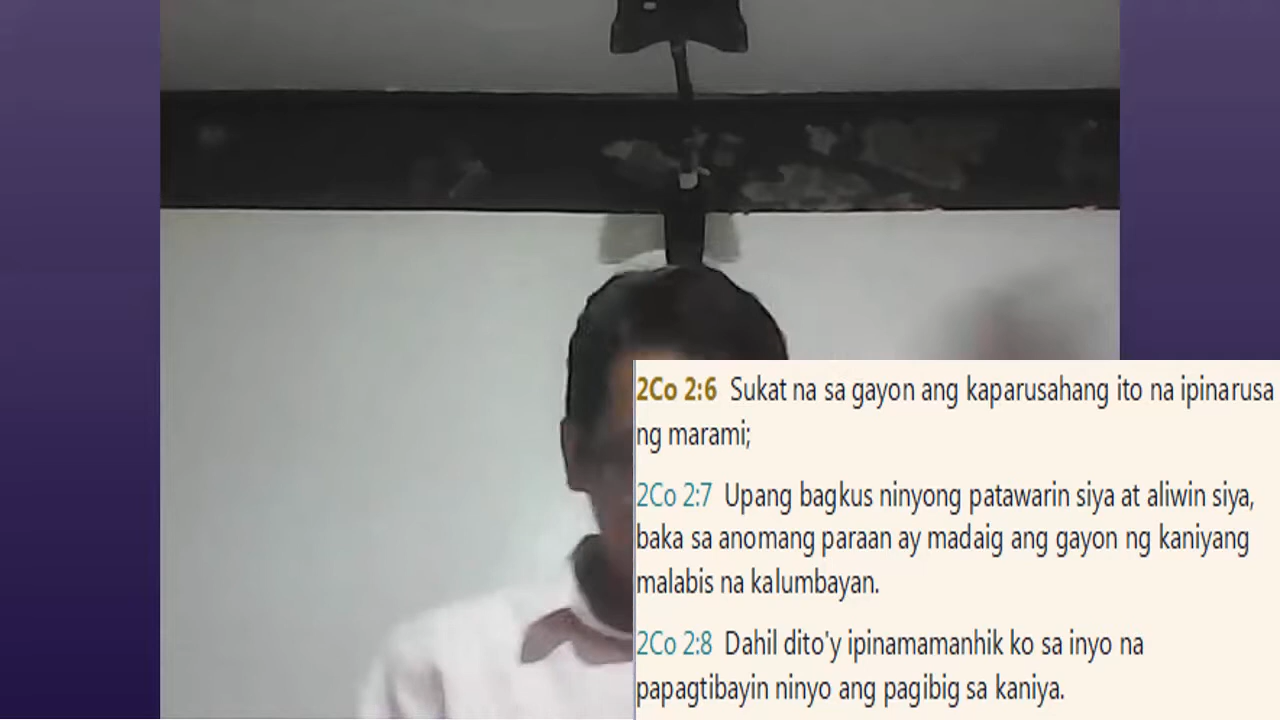 2Co 2:6 Sukat na sa gayon ang kaparusahang ito na ipinarusa
ng marami;
2Co 2:7 Upang bagkus ninyong patawarin siya at aliwin siya,
baka sa anomang paraan ay madaig ang gayon ng kaniyang
malabis na kalumbayan.
2Co 2:8 Dahil dito'y ipinamamanhik ko sa inyo na
papagtibayin ninyo ang pagibig sa kaniya.